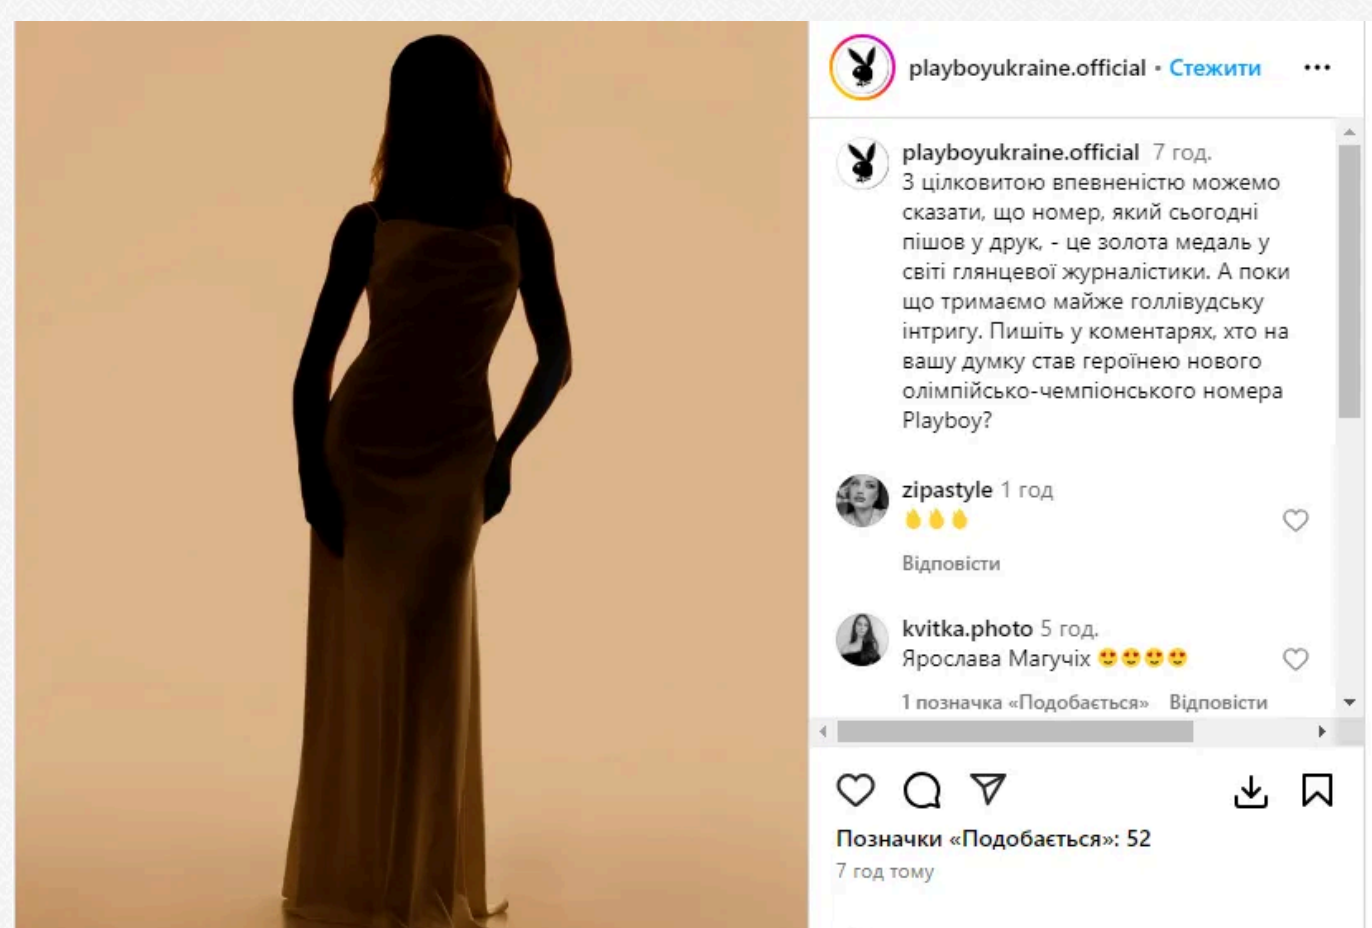 playboyukraine.official • Стежити
playboyukraine.official 7 год.
З цілковитою впевненістю можемо
сказати, що номер, який сьогодні
пішов у друк, - це золота медаль у
світі глянцевої журналістики. А поки
що тримаємо майже голлівудську
інтригу. Пишіть у коментарях, хто на
вашу думку став героїнею нового
олімпійсько-чемпіонського номера
Playboy?
zipastyle 1 год
Відповісти
kvitka.photo 5 год.
Ярослава Магучіх 😍😍😍😍
1 позначка «Подобається» Відповісти
Позначки «Подобається»: 52
7 год тому